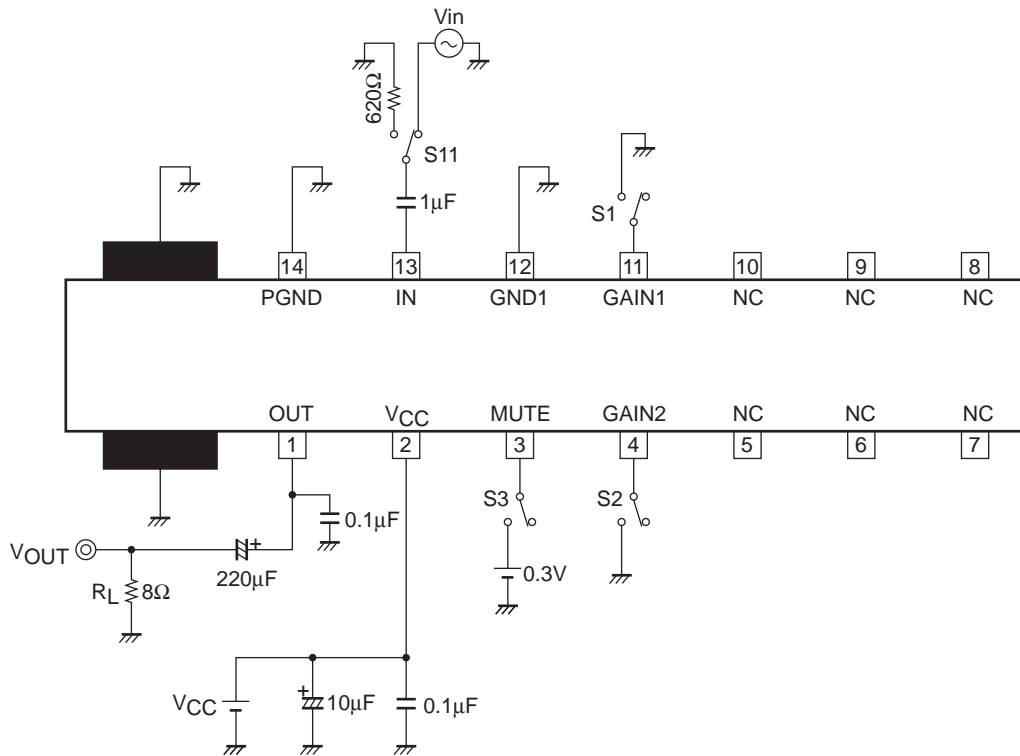 Vin
620Ω
S11
1µF
S1
14 13 12 11 10 9 8
PGND IN GND1 GAIN1 NC NC NC
OUT VCC MUTE GAIN2 NC NC NC
1 2 3 4 5 6 7
S3 S2
0.1µF
VOUT
+
220µF
0.3V
RL 8Ω
VCC
+
10µF
0.1µF